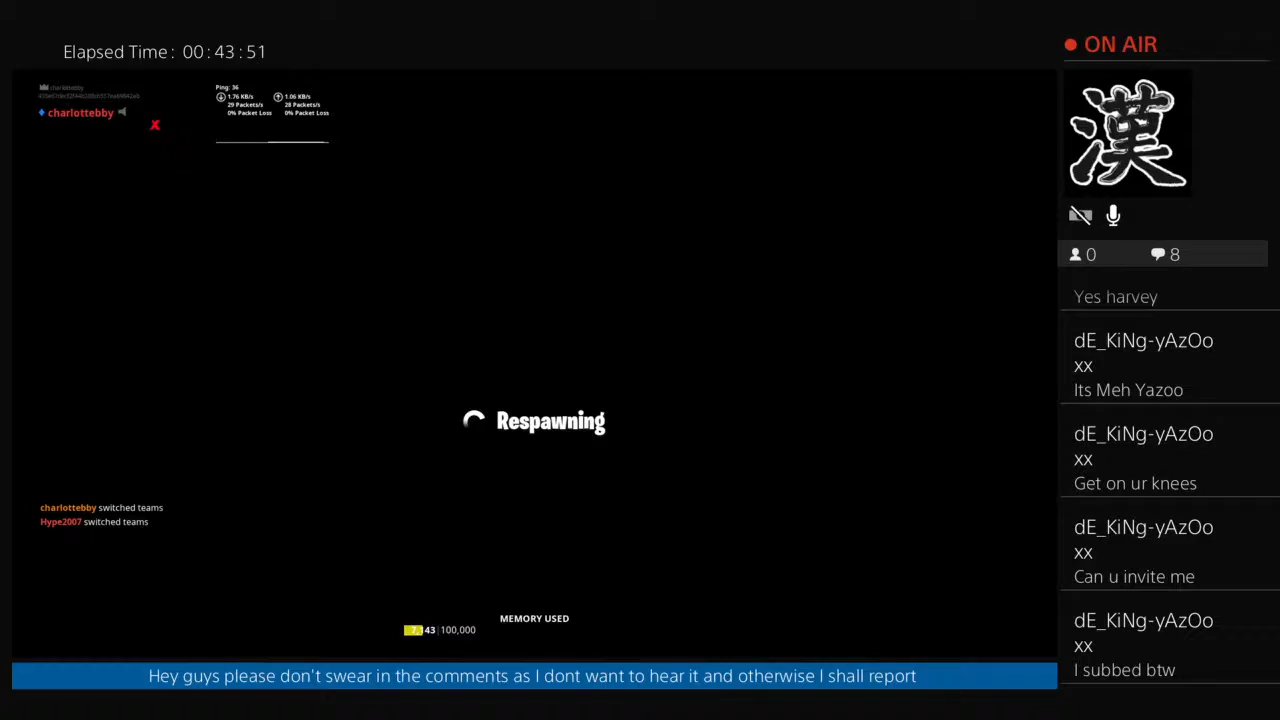 Elapsed Time: 00:43:51
ON AIR
漢
charlottebby
charlottebby
X
Ping: 36
1.76 KB/s
1.06 KB/s
29 Packets/s
28 Packets/s
0% Packet Loss
0% Packet Loss
0
8
Yes harvey
dE_KiNg-yAzOo
xx
Its Meh Yazoo
dE_KiNg-yAzOo
xx
Get on ur knees
dE_KiNg-yAzOo
xx
Can u invite me
dE_KiNg-yAzOo
xx
I subbed btw
Respawning
charlottebby switched teams
Hype2007 switched teams
MEMORY USED
43|100,000
Hey guys please don't swear in the comments as I dont want to hear it and otherwise I shall report